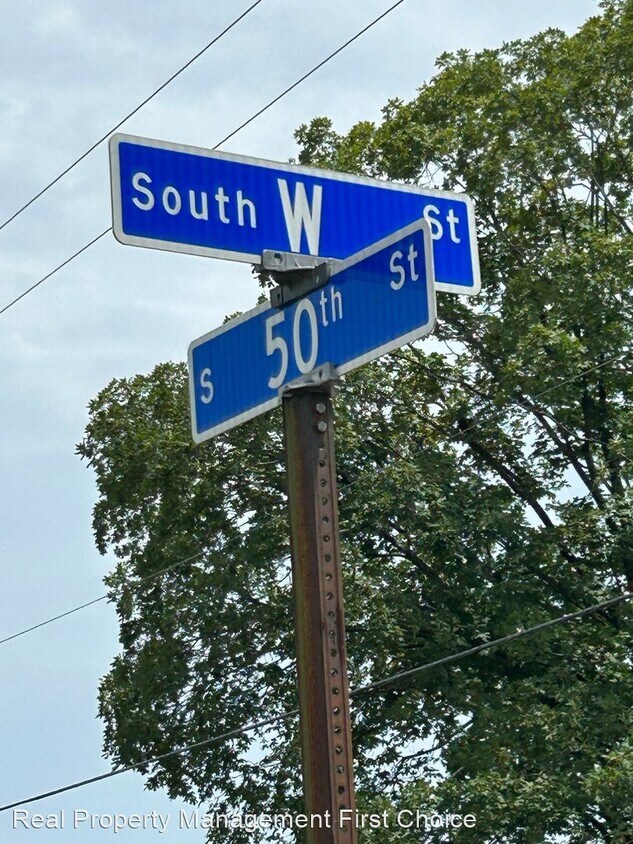 South W St
S 50th St
Real Property Management First Choice